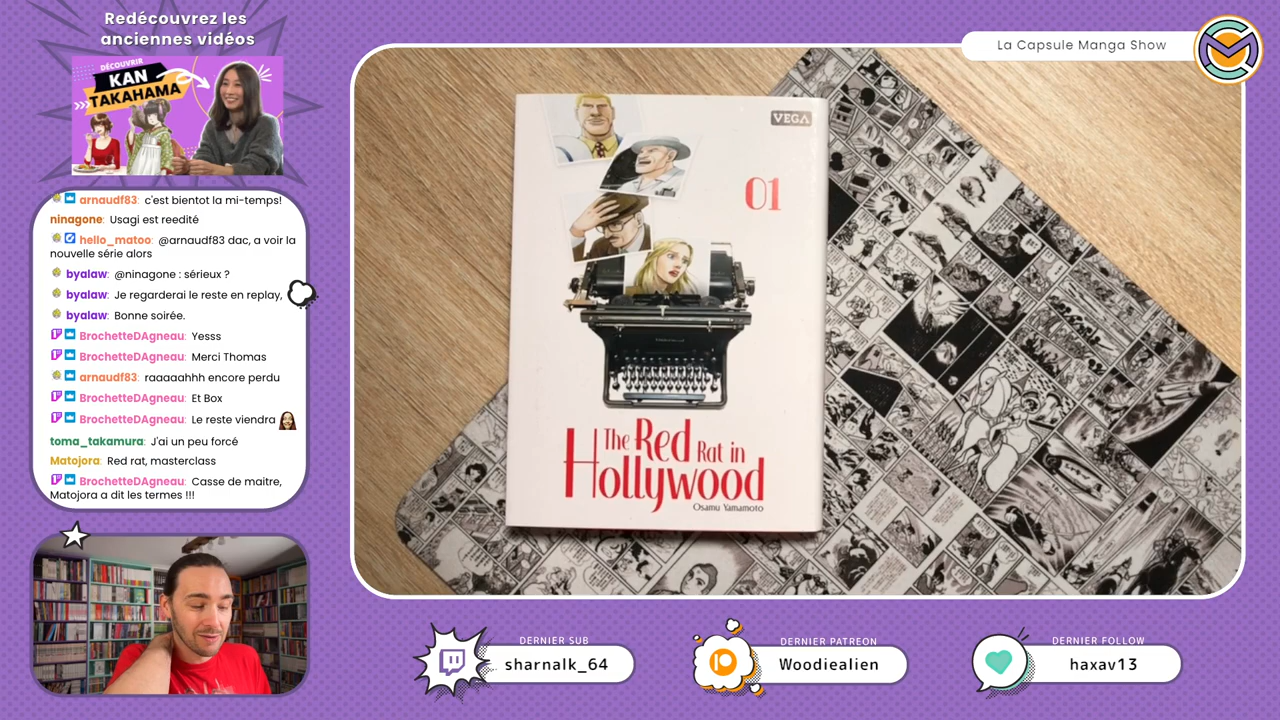 Redécouvrez les
anciennes vidéos
DÉCOUVRIR
KAN
TAKAHAMA
arnaudf83: c'est bientot la mi-temps!
ninagone: Usagi est reedité
hello_matoo: @arnaudf83 dac, a voir la
nouvelle série alors
byalaw: @ninagone : sérieux ?
byalaw: Je regarderai le reste en replay,
byalaw: Bonne soirée.
BrochetteDAgneau: Yesss
BrochetteDAgneau: Merci Thomas
arnaudf83: raaaaahhh encore perdu
BrochetteDAgneau: Et Box
BrochetteDAgneau: Le reste viendra
toma_takamura: J'ai un peu forcé
Matojora: Red rat, masterclass
BrochetteDAgneau: Casse de maitre,
Matojora a dit les termes !!!
La Capsule Manga Show
VEGA
01
The Red Rat in
Hollywood
Osamu Yamamoto
DERNIER SUB
sharnalk_64
DERNIER PATREON
Woodiealien
DERNIER FOLLOW
haxav13